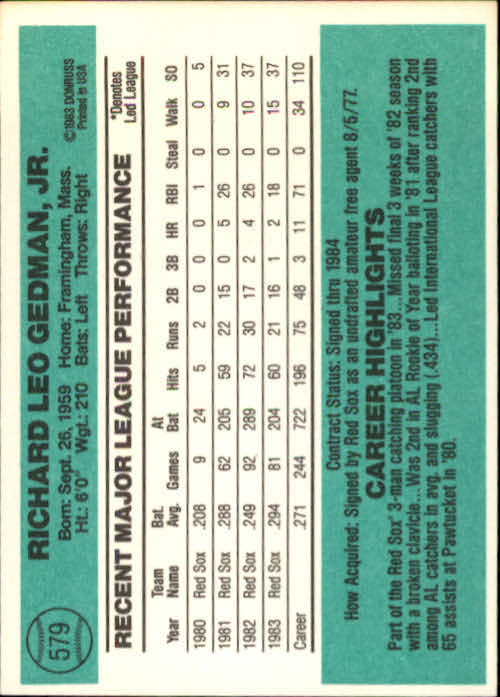 579
RICHARD LEO GEDMAN, JR.
Born: Sept. 26, 1959 Home: Framingham, Mass.
Ht.: 6'0" Wgt.: 210 Bats: Left Throws: Right
©1983 DONRUSS
Printed in USA
RECENT MAJOR LEAGUE PERFORMANCE
*Denotes
Led League
Year Team Name Bat. Avg. Games At Bat Hits Runs 2B 3B HR RBI Steal Walk SO
1980 Red Sox .208 9 24 5 2 0 0 0 1 0 0 5
1981 Red Sox .288 62 205 59 22 15 0 5 26 0 9 31
1982 Red Sox .249 92 289 72 30 17 2 4 26 0 10 37
1983 Red Sox .294 81 204 60 21 16 1 2 18 0 15 37
Career .271 244 722 196 75 48 3 11 71 0 34 110
Contract Status: Signed thru 1984
How Acquired: Signed by Red Sox as an undrafted amateur free agent 8/5/77.
CAREER HIGHLIGHTS
Part of the Red Sox' 3-man catching platoon in '83...Missed final 3 weeks of '82 season
with a broken clavicle...Was 2nd in AL Rookie of Year balloting in '81 after ranking 2nd
among AL catchers in avg. and slugging (.434)...Led International League catchers with
65 assists at Pawtucket in '80.